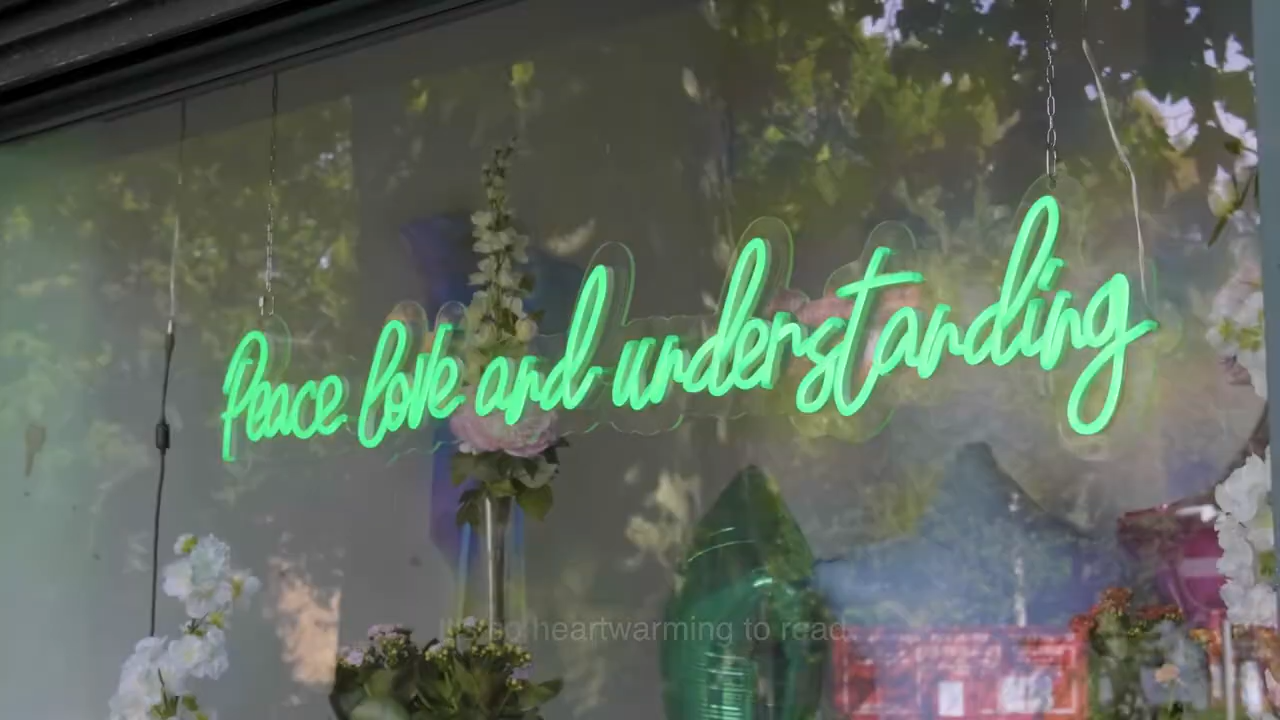 Peace love and understanding
It's so heartwarming to read.